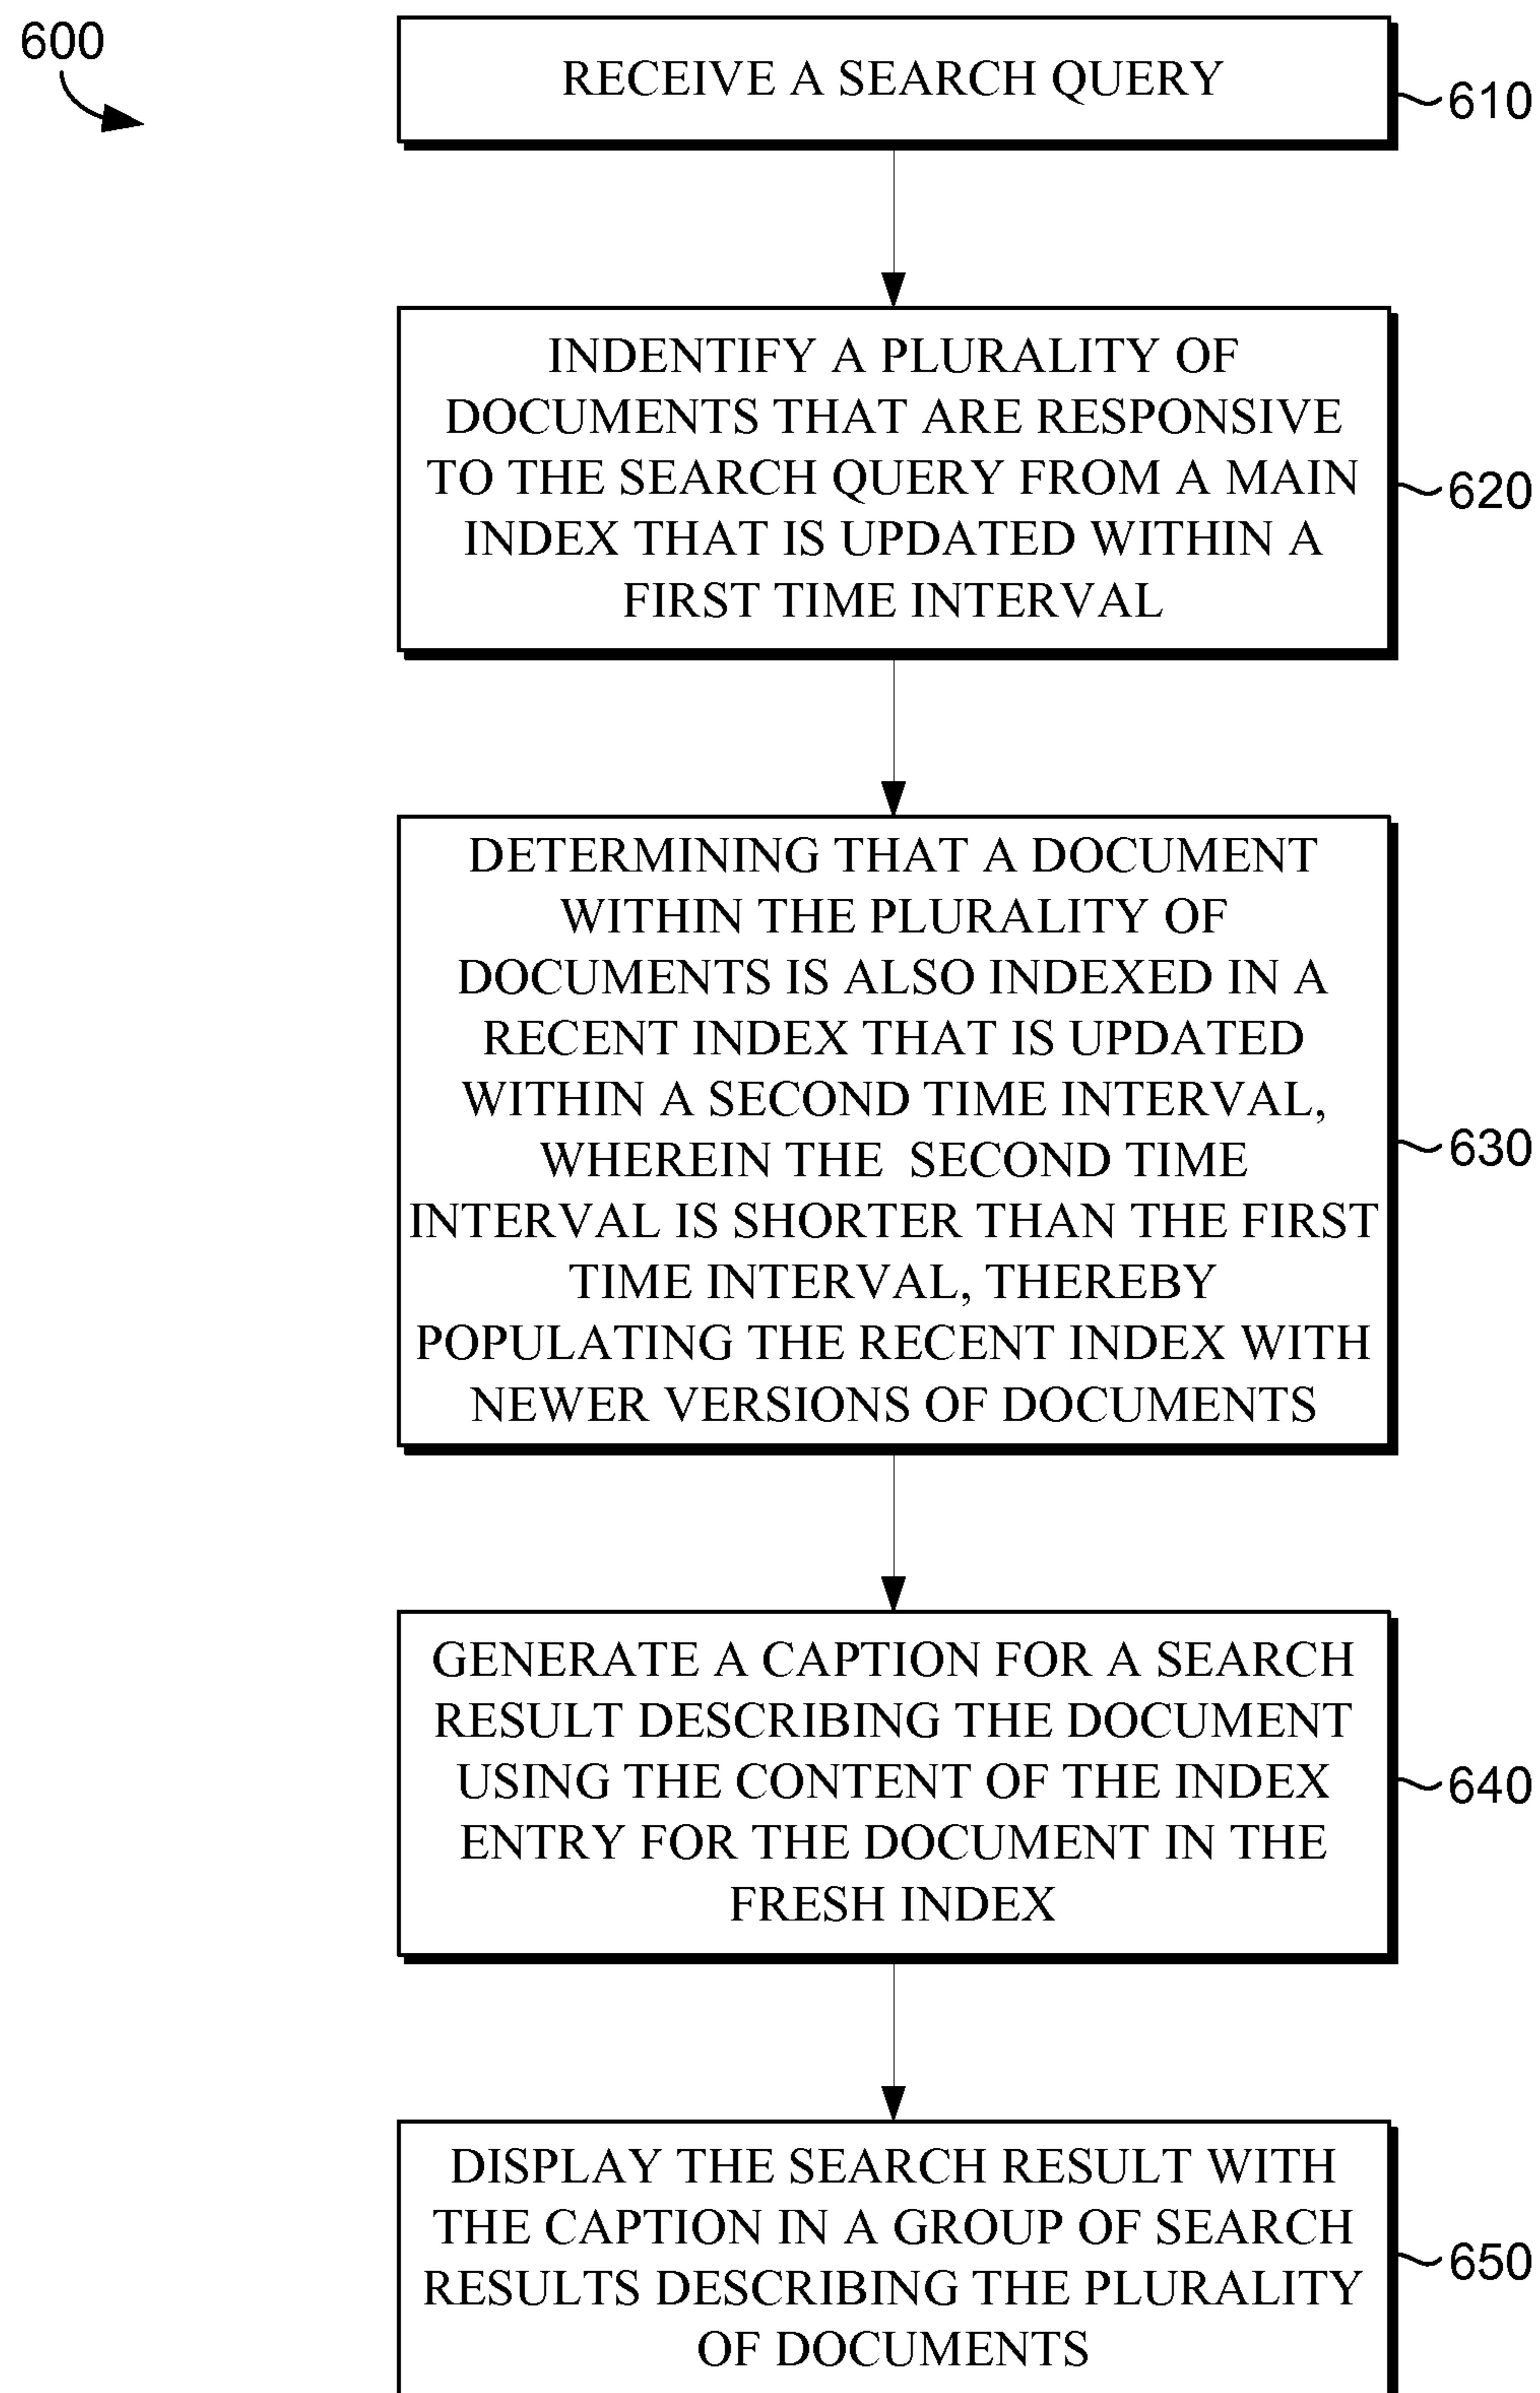 600
RECEIVE A SEARCH QUERY
610
INDENTIFY A PLURALITY OF
DOCUMENTS THAT ARE RESPONSIVE
TO THE SEARCH QUERY FROM A MAIN
INDEX THAT IS UPDATED WITHIN A
FIRST TIME INTERVAL
620
DETERMINING THAT A DOCUMENT
WITHIN THE PLURALITY OF
DOCUMENTS IS ALSO INDEXED IN A
RECENT INDEX THAT IS UPDATED
WITHIN A SECOND TIME INTERVAL,
WHEREIN THE SECOND TIME
INTERVAL IS SHORTER THAN THE FIRST
TIME INTERVAL, THEREBY
POPULATING THE RECENT INDEX WITH
NEWER VERSIONS OF DOCUMENTS
630
GENERATE A CAPTION FOR A SEARCH
RESULT DESCRIBING THE DOCUMENT
USING THE CONTENT OF THE INDEX
ENTRY FOR THE DOCUMENT IN THE
FRESH INDEX
640
DISPLAY THE SEARCH RESULT WITH
THE CAPTION IN A GROUP OF SEARCH
RESULTS DESCRIBING THE PLURALITY
OF DOCUMENTS
650